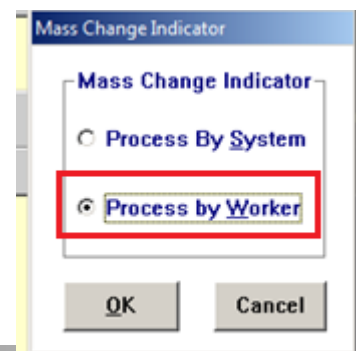 Mass Change Indicator
Mass Change Indicator
Process By System
Process by Worker
OK
Cancel